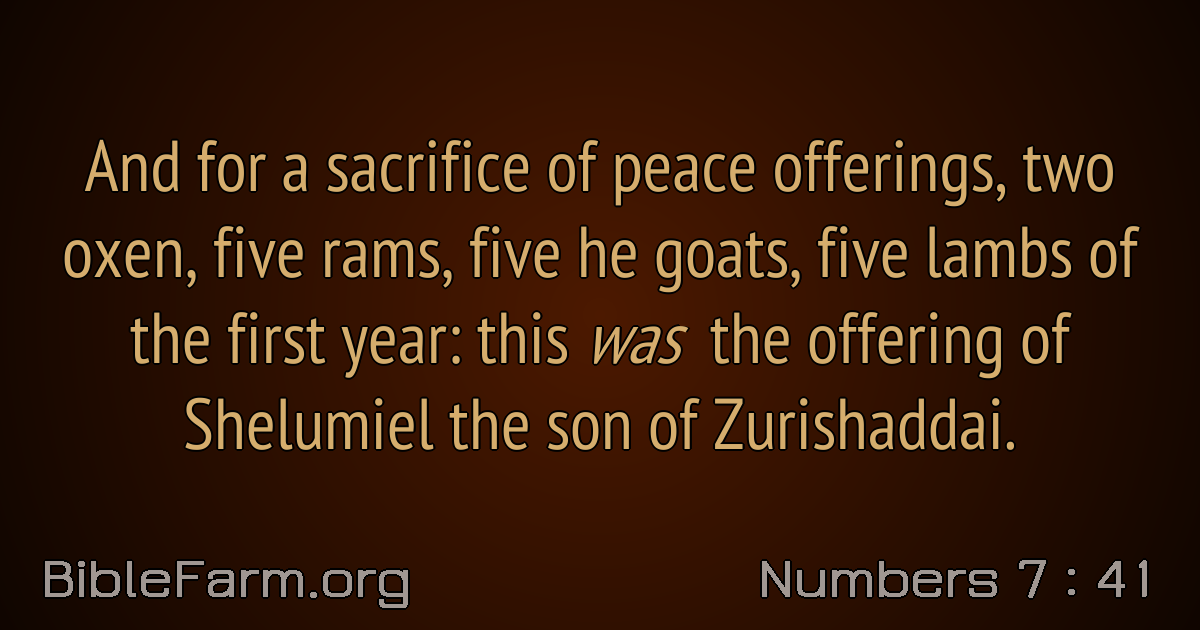 And for a sacrifice of peace offerings, two
oxen, five rams, five he goats, five lambs of
the first year: this was the offering of
Shelumiel the son of Zurishaddai.
BibleFarm.org
Numbers 7 : 41